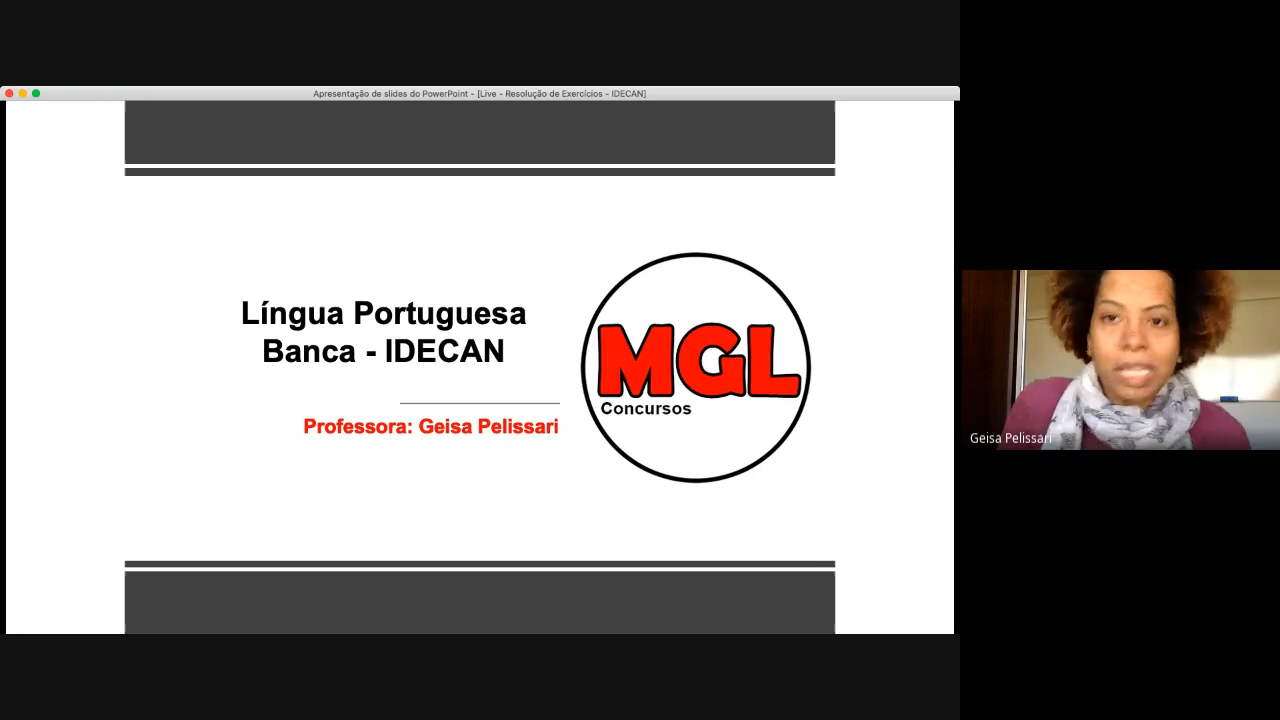 Apresentação de slides do PowerPoint - [Live - Resolução de Exercícios - IDECAN]
Língua Portuguesa
Banca - IDECAN
Professora: Geisa Pelissari
MGL
Concursos
Geisa Pelissari